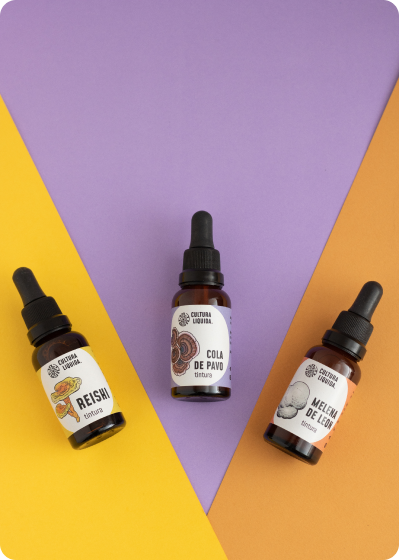 CULTURA
LIQUIDA.
REISHI
tintura
CULTURA
LIQUIDA.
COLA
DE PAVO
tintura
CULTURA
LIQUIDA.
MELENA
DE LEON
tintura